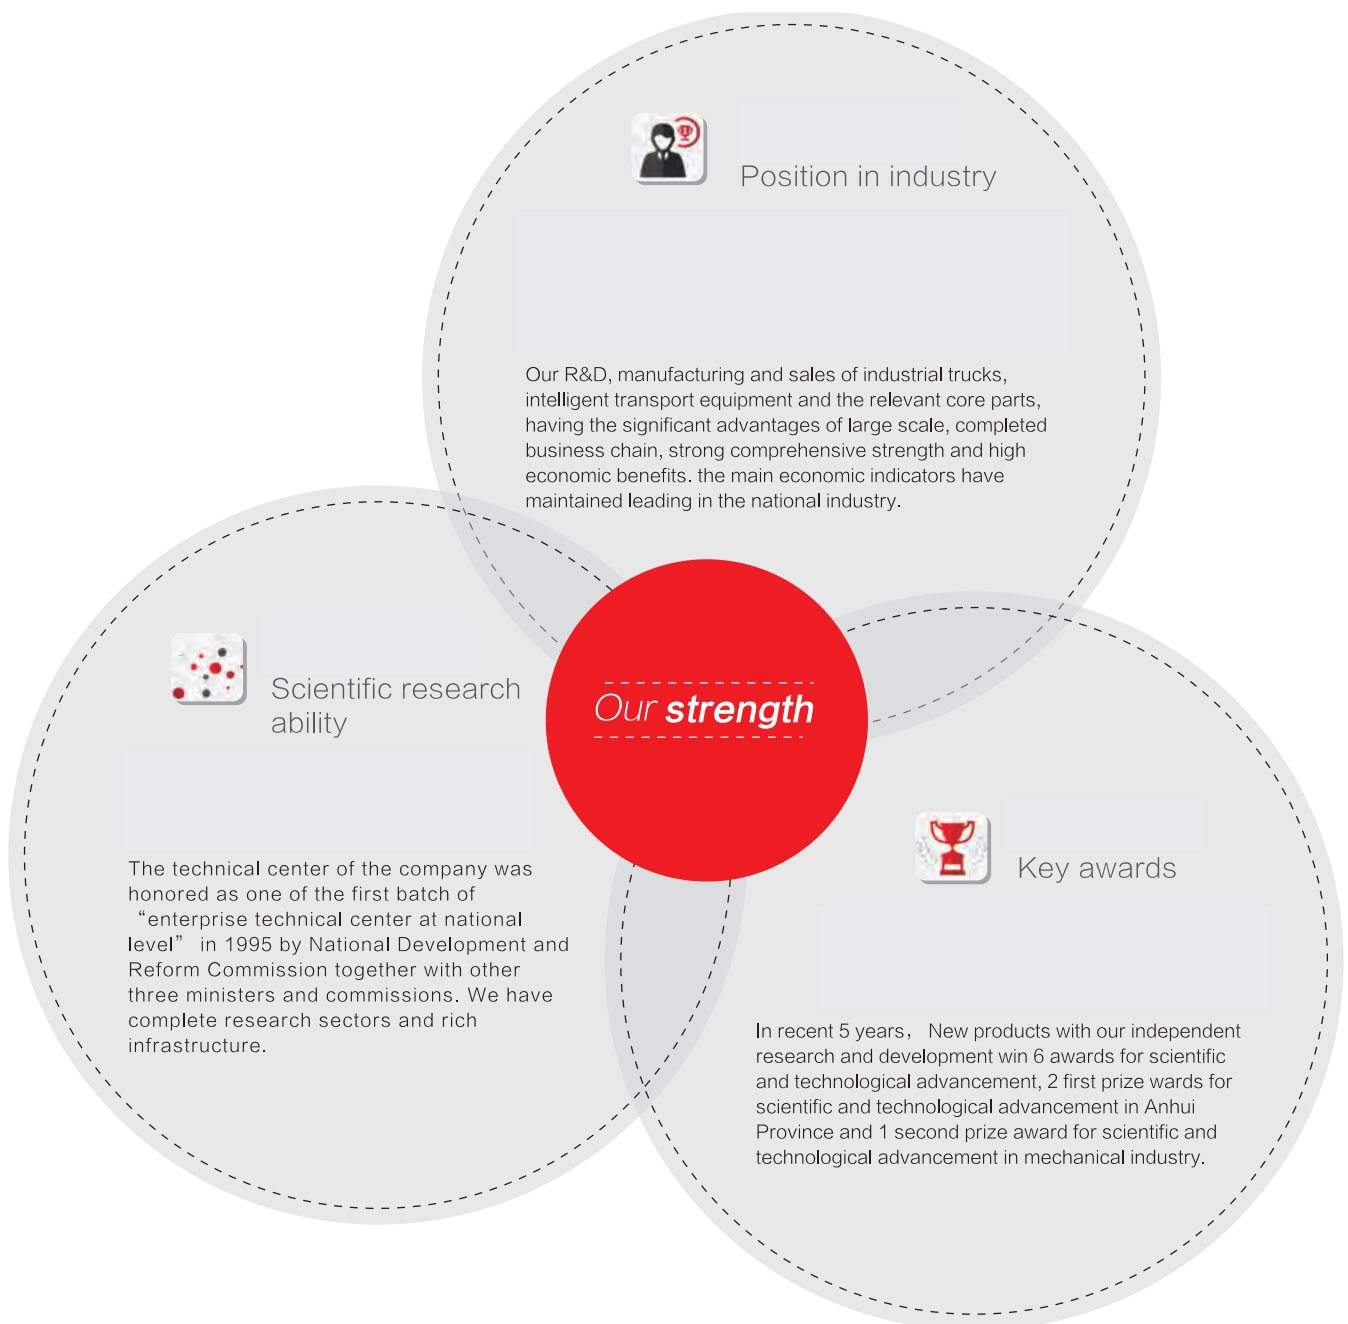 Position in industry
Our R&D, manufacturing and sales of industrial trucks,
intelligent transport equipment and the relevant core parts,
having the significant advantages of large scale, completed
business chain, strong comprehensive strength and high
economic benefits. the main economic indicators have
maintained leading in the national industry.
Our strength
Scientific research
ability
The technical center of the company was
honored as one of the first batch of
“enterprise technical center at national
level” in 1995 by National Development and
Reform Commission together with other
three ministers and commissions. We have
complete research sectors and rich
infrastructure.
Key awards
In recent 5 years, New products with our independent
research and development win 6 awards for scientific
and technological advancement, 2 first prize wards for
scientific and technological advancement in Anhui
Province and 1 second prize award for scientific and
technological advancement in mechanical industry.